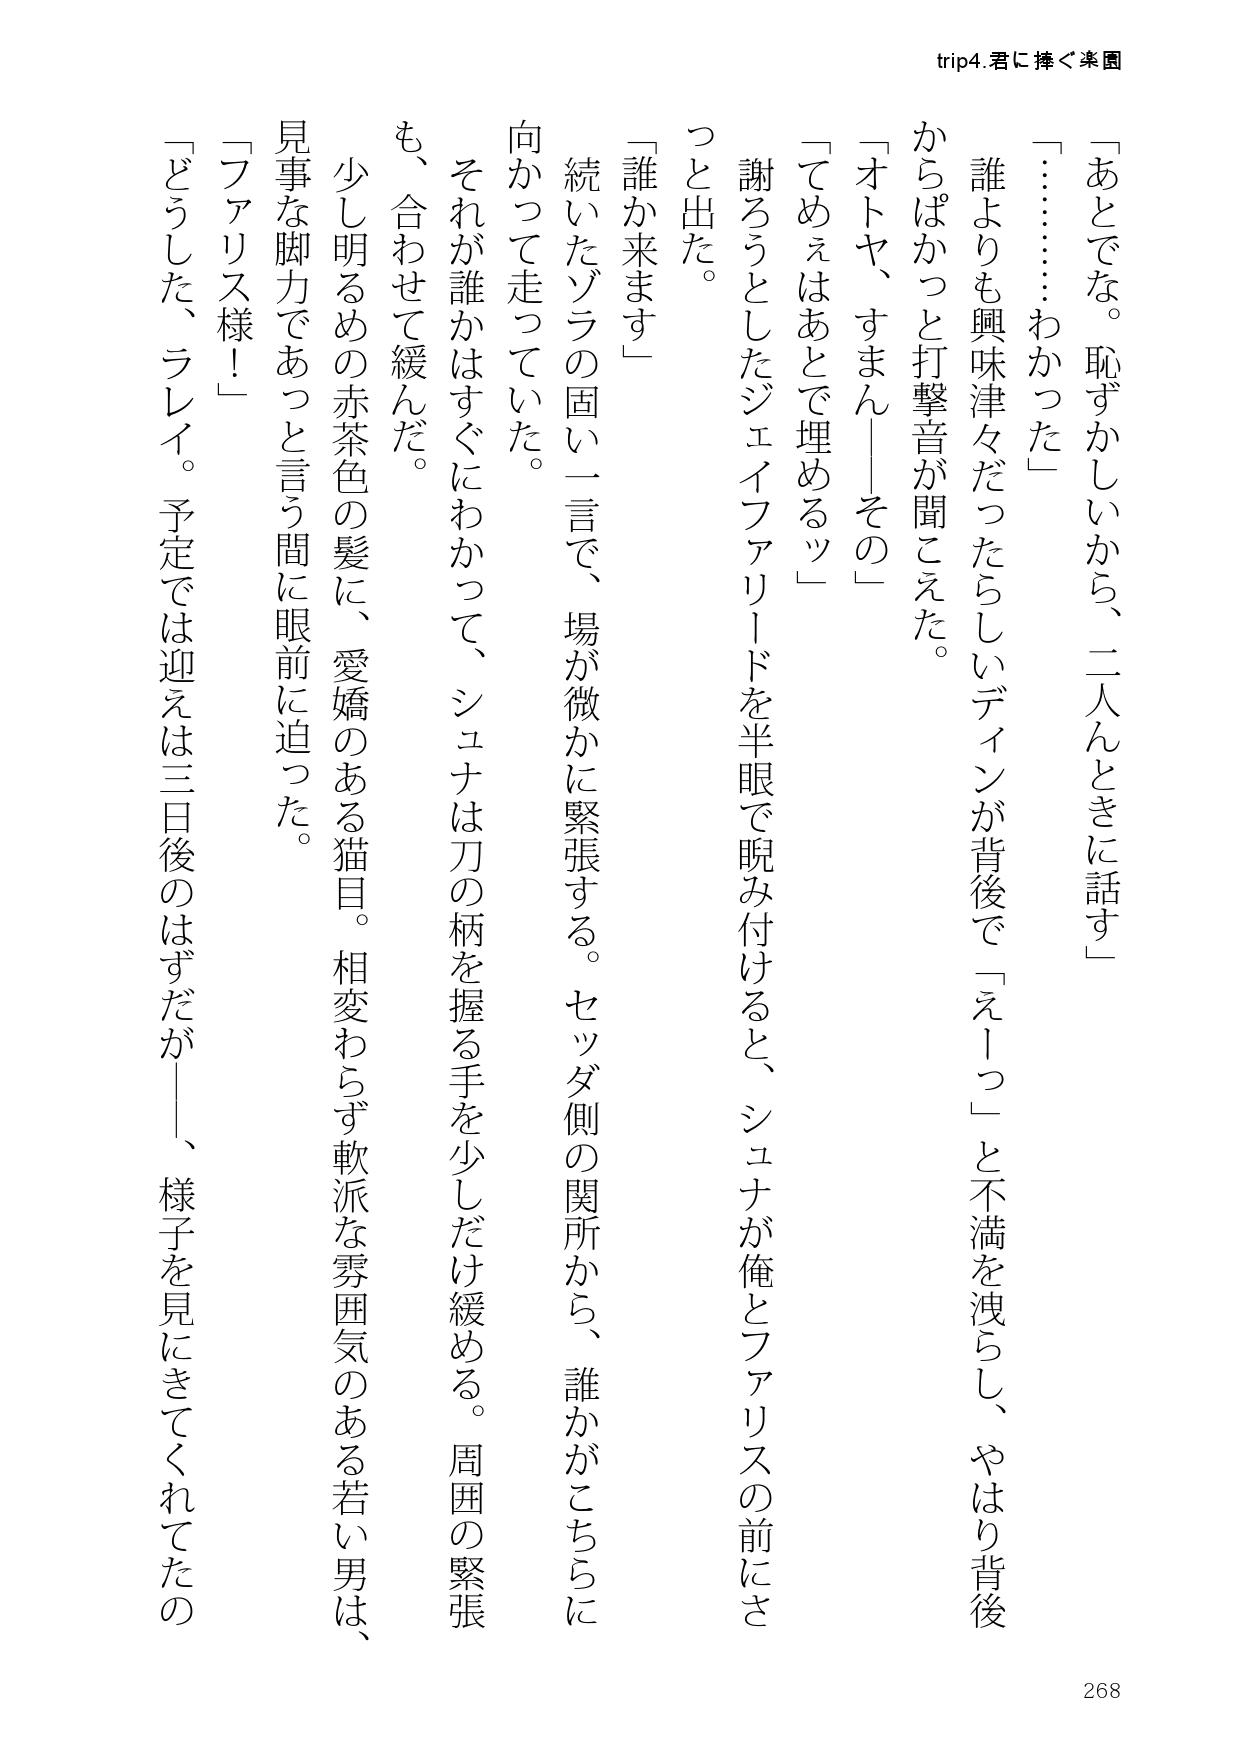 trip4.君に捧ぐ楽園
「あとでな。恥ずかしいから、二人んときに話す」
「…………わかった」
　誰よりも興味津々だったらしいディンが背後で「えーっ」と不満を洩らし、やはり背後
からぱかっと打撃音が聞こえた。
「オトヤ、すまん――その」
「てめぇはあとで埋めるッ」
　謝ろうとしたジェイファリードを半眼で睨み付けると、シュナが俺とファリスの前にさ
っと出た。
「誰か来ます」
　続いたゾラの固い一言で、場が微かに緊張する。セッダ側の関所から、誰かがこちらに
向かって走っていた。
　それが誰かはすぐにわかって、シュナは刀の柄を握る手を少しだけ緩める。周囲の緊張
も、合わせて緩んだ。
　少し明るめの赤茶色の髪に、愛嬌のある猫目。相変わらず軟派な雰囲気のある若い男は、
見事な脚力であっと言う間に眼前に迫った。
「ファリス様！」
「どうした、ラレイ。予定では迎えは三日後のはずだが――、様子を見にきてくれてたの
268